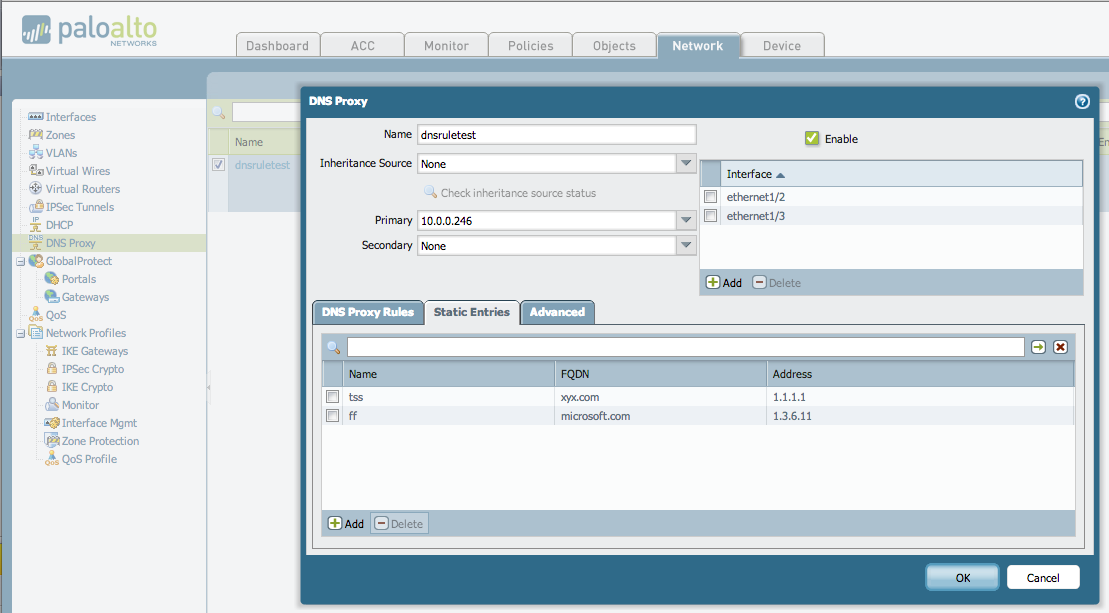 paloalto
NETWORKS
Dashboard ACC Monitor Policies Objects Network Device
Interfaces
Zones
VLANs
Virtual Wires
Virtual Routers
IPSec Tunnels
DHCP
DNS Proxy
GlobalProtect
Portals
Gateways
QoS
Network Profiles
IKE Gateways
IPSec Crypto
IKE Crypto
Monitor
Interface Mgmt
Zone Protection
QoS Profile
Name
dnsruletest
DNS Proxy
Name dnsruletest
Enable
Inheritance Source None
Check inheritance source status
Primary 10.0.0.246
Secondary None
Interface
ethernet1/2
ethernet1/3
Add Delete
DNS Proxy Rules Static Entries Advanced
Name FQDN Address
tss xyx.com 1.1.1.1
ff microsoft.com 1.3.6.11
Add Delete
OK Cancel